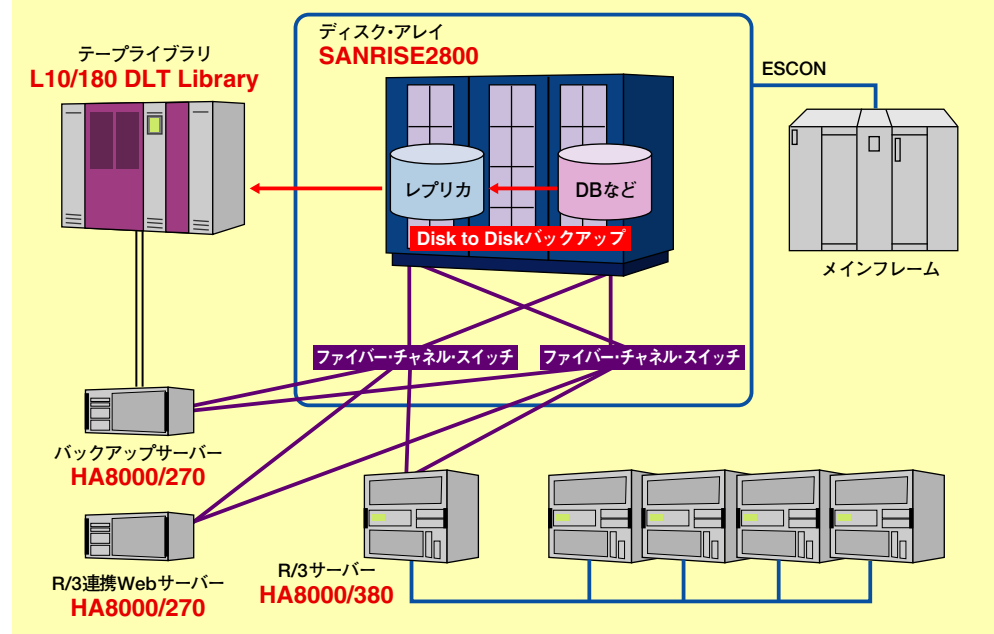 ディスク・アレイ
SANRISE2800
テープライブラリ
L10/180 DLT Library
ESCON
レプリカ
DBなど
Disk to Diskバックアップ
メインフレーム
ファイバー・チャネル・スイッチ
ファイバー・チャネル・スイッチ
バックアップサーバー
HA8000/270
R/3連携Webサーバー
HA8000/270
R/3サーバー
HA8000/380